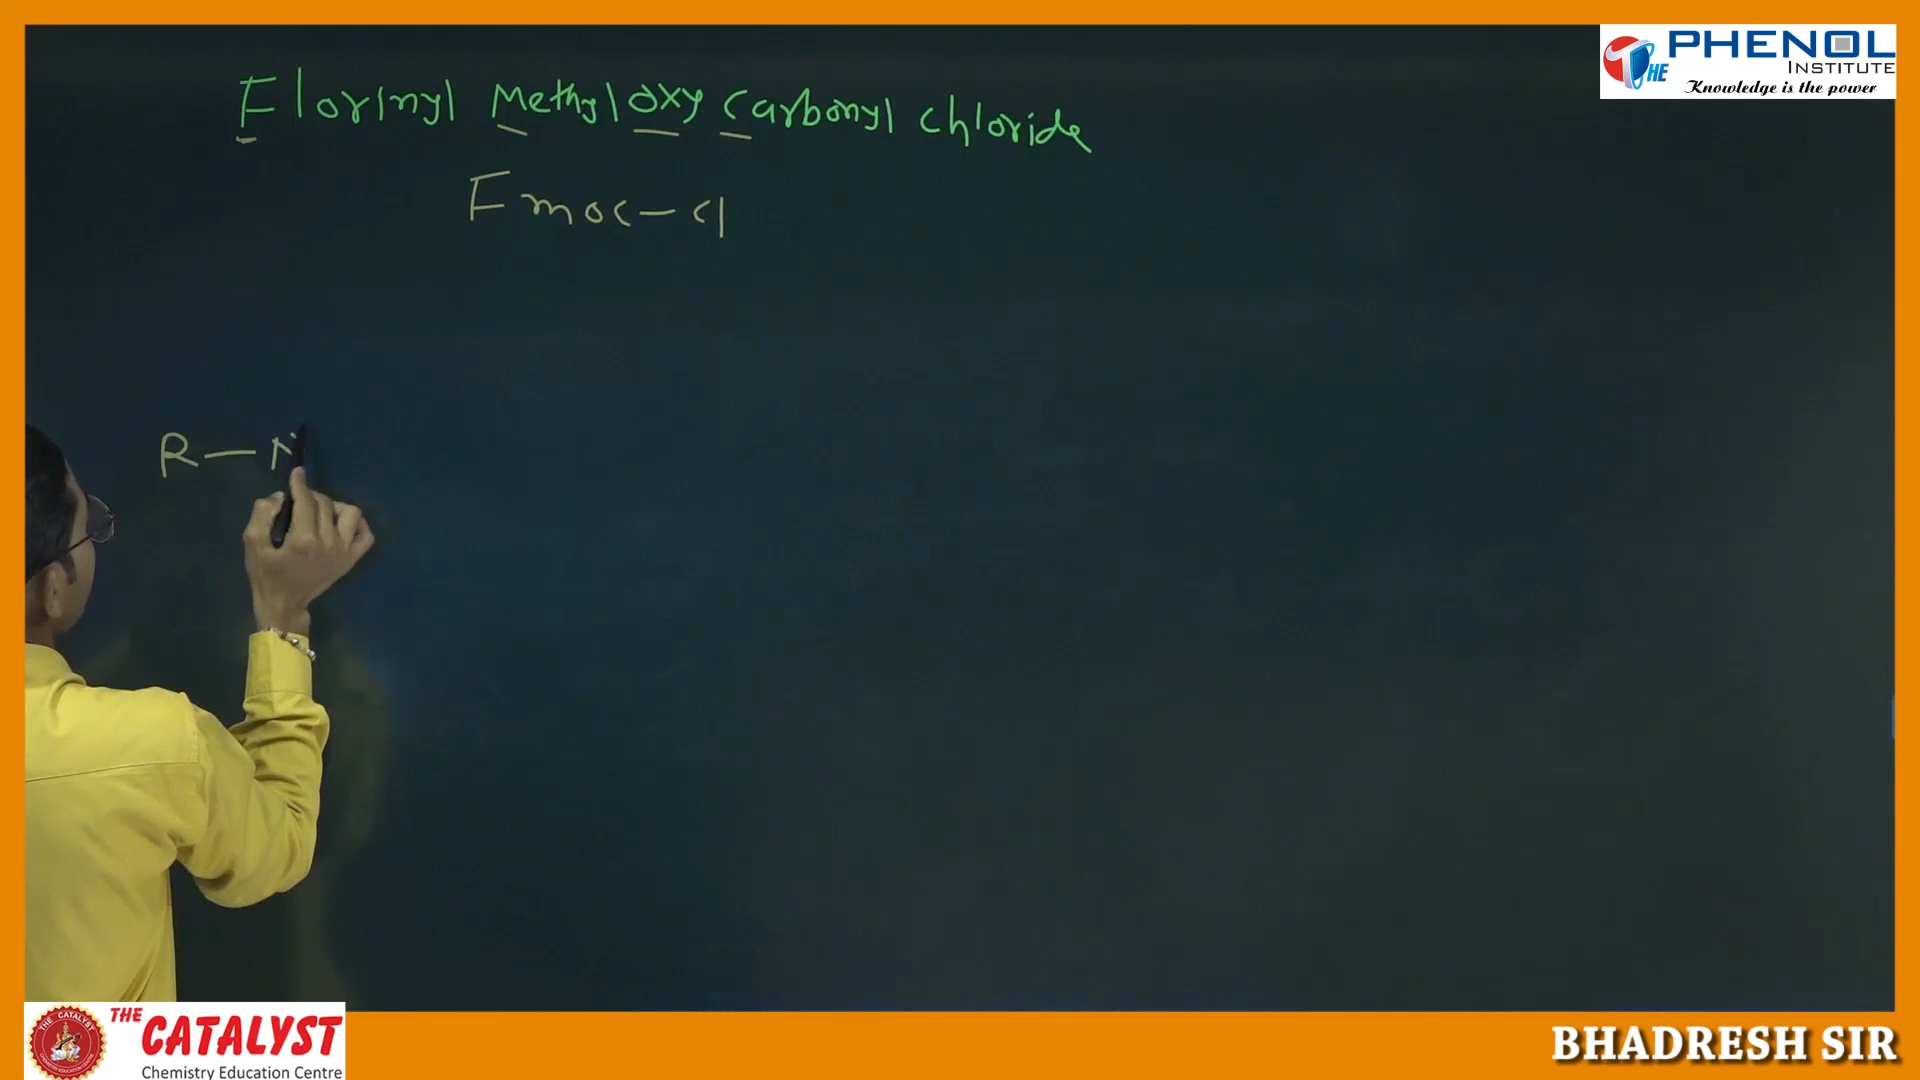 Florinyl Methyloxy Carbonyl chloride
Fmoc-Cl
R-N
THE PHENOL
INSTITUTE
Knowledge is the power
THE CATALYST
Chemistry Education Centre
BHADRESH SIR